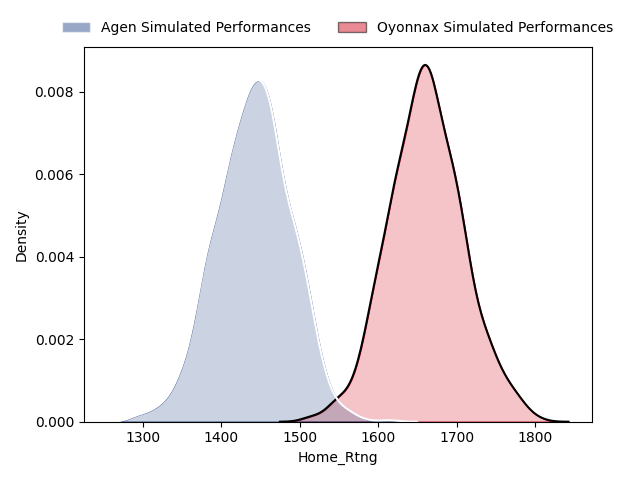 Agen Simulated Performances Oyonnax Simulated Performances
Density
0.008
0.006
0.004
0.002
0.000
1300 1400 1500 1600 1700 1800
Home_Rtng